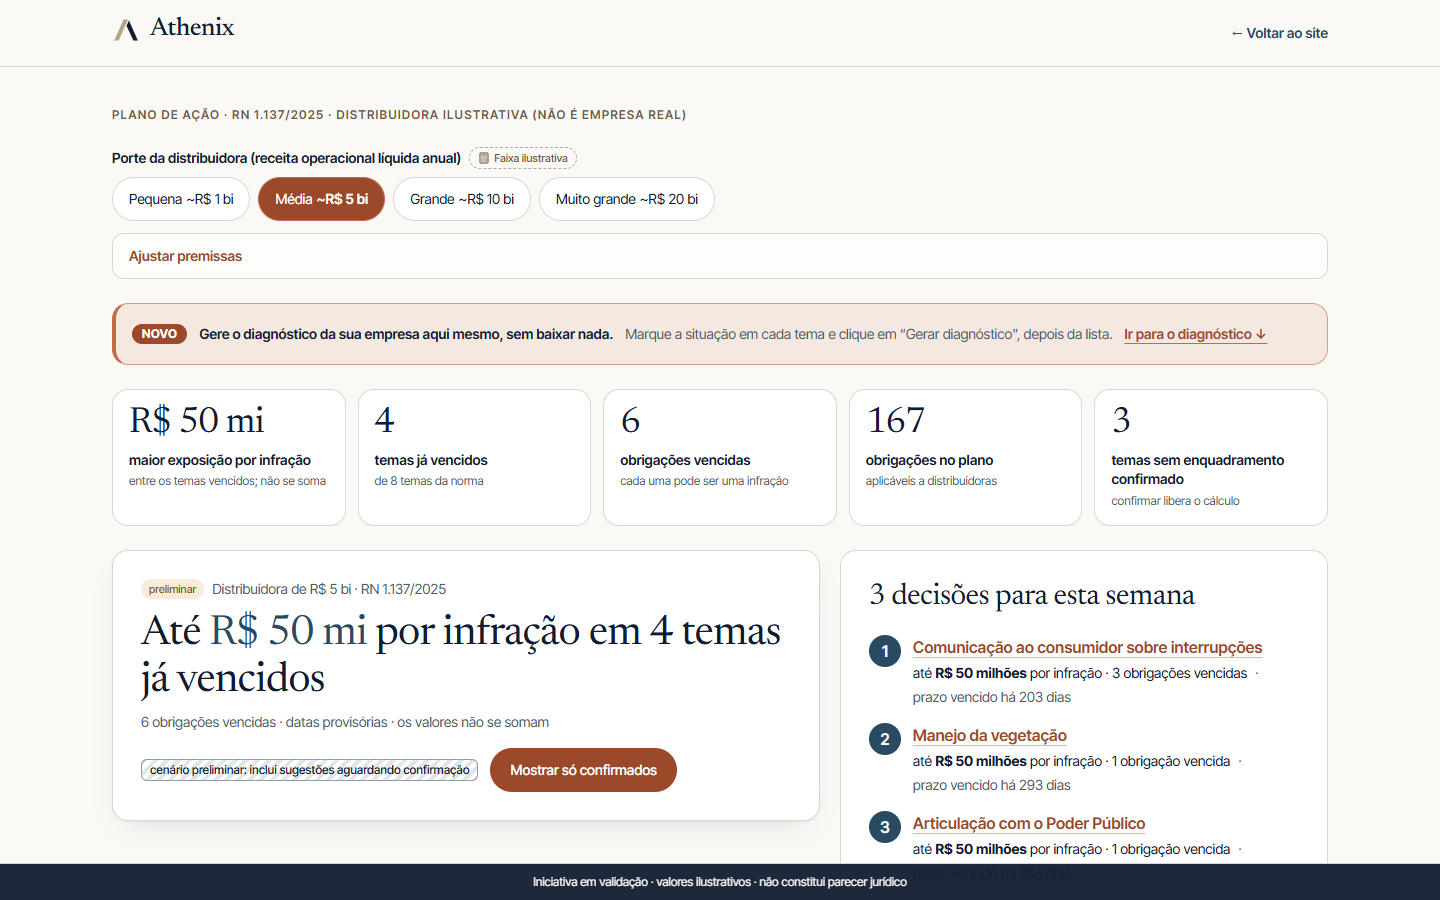 Athenix
← Voltar ao site
PLANO DE AÇÃO · RN 1.137/2025 · DISTRIBUIDORA ILUSTRATIVA (NÃO É EMPRESA REAL)
Porte da distribuidora (receita operacional líquida anual) Faixa ilustrativa
Pequena ~R$ 1 bi Média ~R$ 5 bi Grande ~R$ 10 bi Muito grande ~R$ 20 bi
Ajustar premissas
NOVO Gere o diagnóstico da sua empresa aqui mesmo, sem baixar nada. Marque a situação em cada tema e clique em “Gerar diagnóstico”, depois da lista. Ir para o diagnóstico ↓
R$ 50 mi
maior exposição por infração
entre os temas vencidos; não se soma
4
temas já vencidos
de 8 temas da norma
6
obrigações vencidas
cada uma pode ser uma infração
167
obrigações no plano
aplicáveis a distribuidoras
3
temas sem enquadramento
confirmado
confirmar libera o cálculo
preliminar Distribuidora de R$ 5 bi · RN 1.137/2025
Até R$ 50 mi por infração em 4 temas
já vencidos
6 obrigações vencidas · datas provisórias · os valores não se somam
cenário preliminar: inclui sugestões aguardando confirmação Mostrar só confirmados
3 decisões para esta semana
1 Comunicação ao consumidor sobre interrupções
até R$ 50 milhões por infração · 3 obrigações vencidas ·
prazo vencido há 203 dias
2 Manejo da vegetação
até R$ 50 milhões por infração · 1 obrigação vencida ·
prazo vencido há 293 dias
3 Articulação com o Poder Público
até R$ 50 milhões por infração · 1 obrigação vencida ·
prazo vencido há 203 dias
Iniciativa em validação · valores ilustrativos · não constitui parecer jurídico